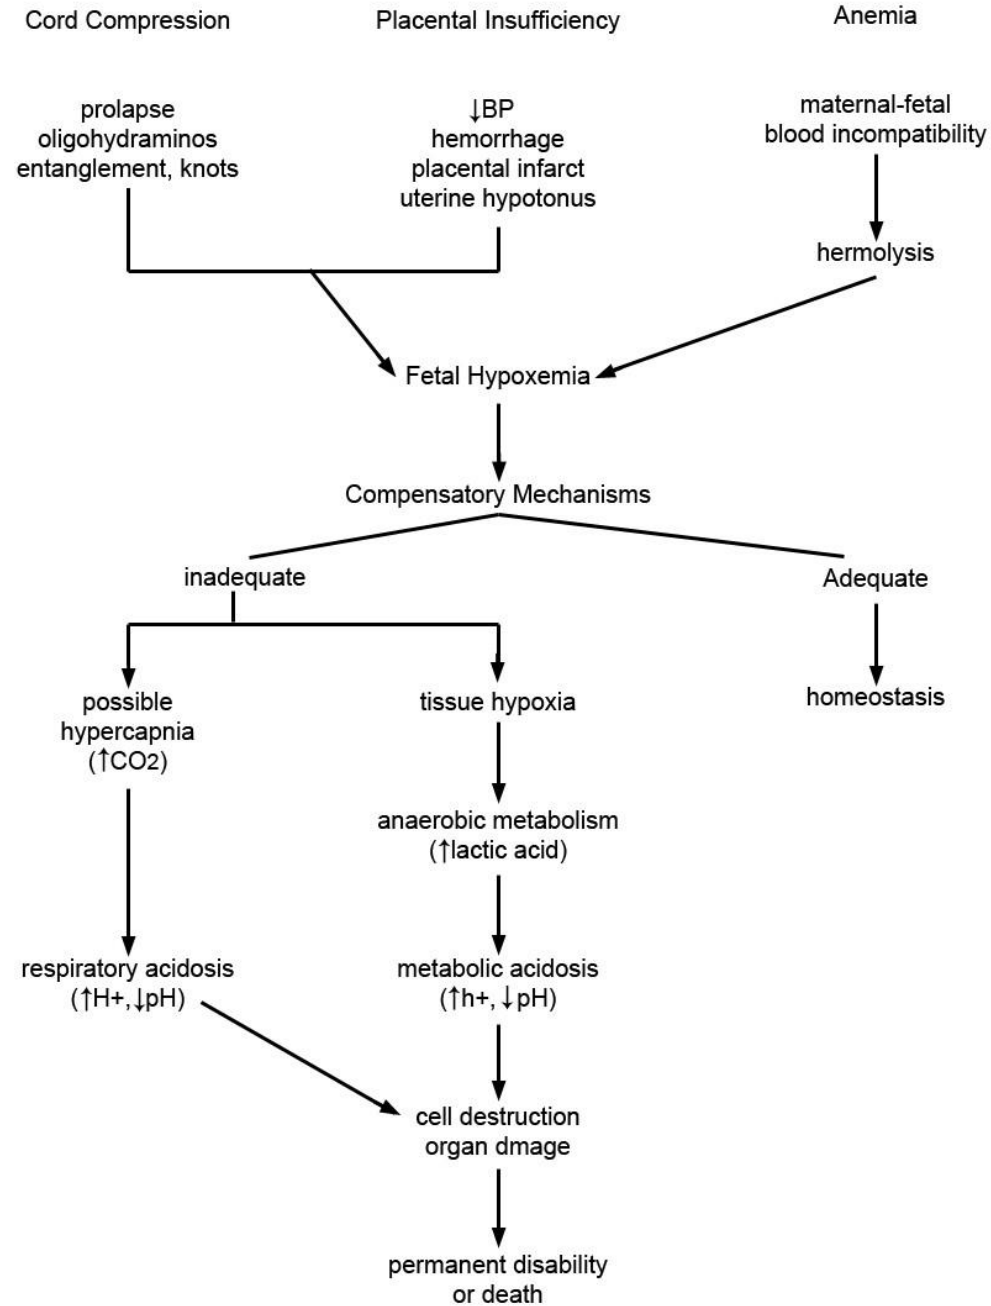 Cord Compression
Placental Insufficiency
Anemia
prolapse
oligohydraminos
entanglement, knots
↓BP
hemorrhage
placental infarct
uterine hypotonus
maternal-fetal
blood incompatibility
hermolysis
Fetal Hypoxemia
Compensatory Mechanisms
inadequate
Adequate
possible
hypercapnia
(↑CO2)
tissue hypoxia
homeostasis
anaerobic metabolism
(↑lactic acid)
respiratory acidosis
(↑H+,↓pH)
metabolic acidosis
(↑h+, ↓pH)
cell destruction
organ dmage
permanent disability
or death